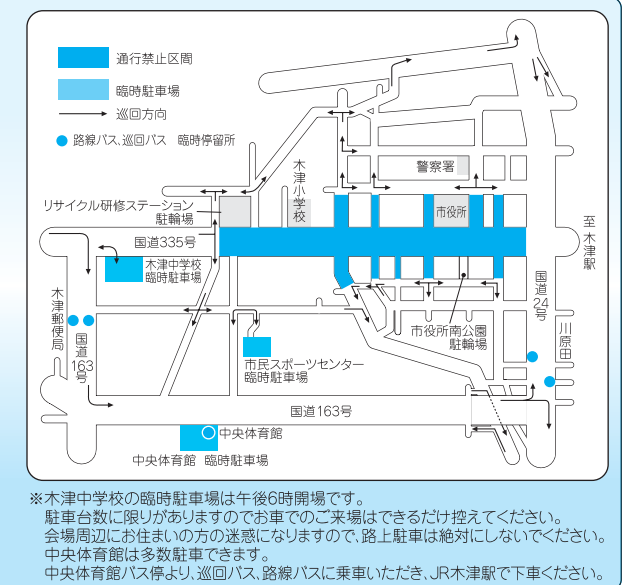 通行禁止区間
臨時駐車場
巡回方向
路線バス、巡回バス 臨時停留所
木津小学校
警察署
リサイクル研修ステーション
駐輪場
市役所
至 木津駅
国道335号
木津中学校
臨時駐車場
国道24号
木津郵便局
国道163号
市役所南公園
駐輪場
川原田
市民スポーツセンター
臨時駐車場
国道163号
中央体育館
中央体育館 臨時駐車場
※木津中学校の臨時駐車場は午後6時開場です。
駐車台数に限りがありますのでお車でのご来場はできるだけ控えてください。
会場周辺にお住まいの方の迷惑になりますので、路上駐車は絶対にしないでください。
中央体育館は多数駐車できます。
中央体育館バス停より、巡回バス、路線バスに乗車いただき、JR木津駅で下車ください。